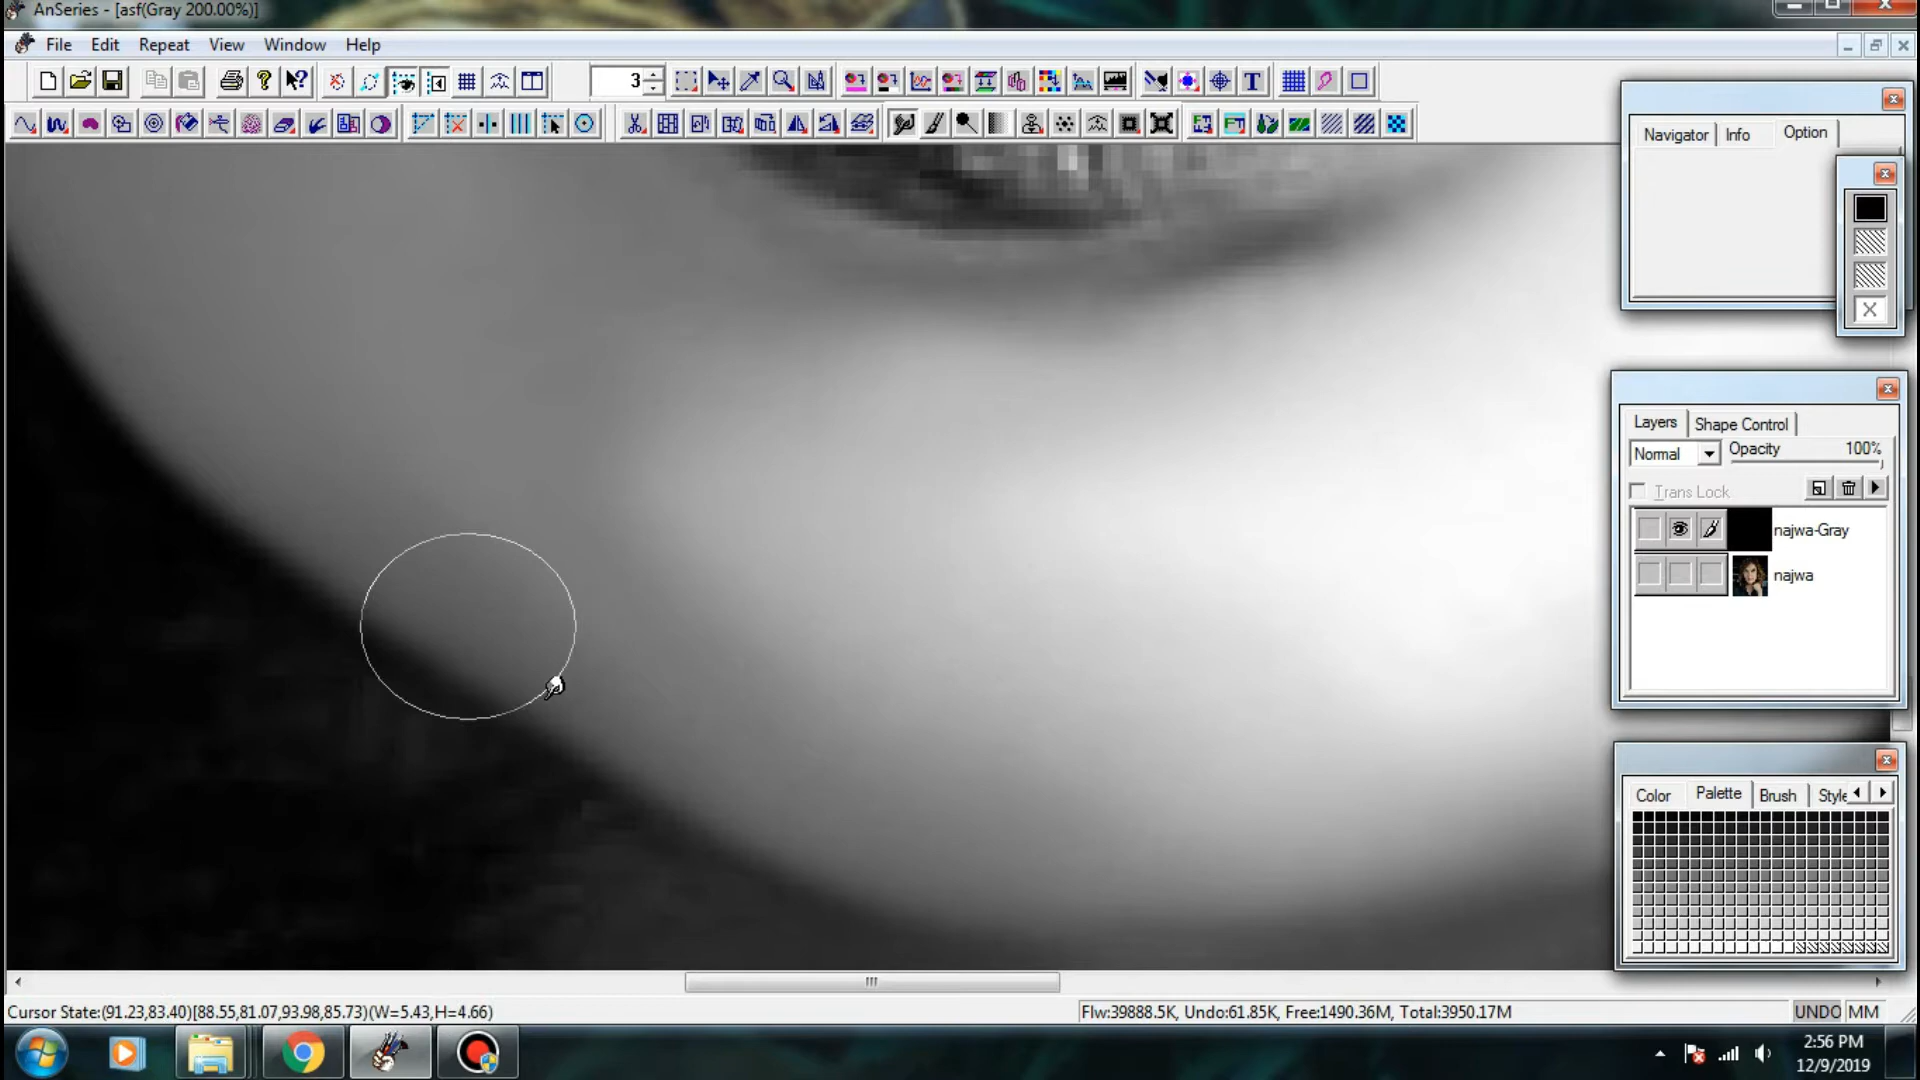 AnSeries - [asf(Gray 200.00%)]
File Edit Repeat View Window Help
3
Navigator Info Option
Layers Shape Control
Normal Opacity 100%
Trans Lock
najwa-Gray
najwa
Color Palette Brush Style
Cursor State:(91.23,83.40)[88.55,81.07,93.98,85.73)(W=5.43,H=4.66)
Flw:39888.5K, Undo:61.85K, Free:1490.36M, Total:3950.17M
UNDO MM
2:56 PM
12/9/2019